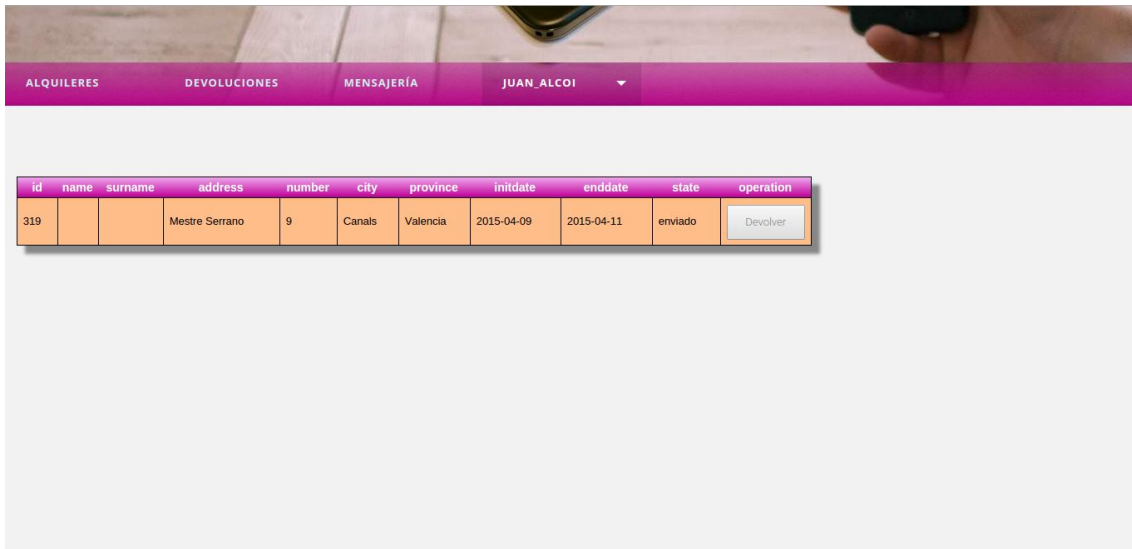 ALQUILERES DEVOLUCIONES MENSAJERÍA JUAN_ALCOI
id name surname address number city province initdate enddate state operation
319 Mestre Serrano 9 Canals Valencia 2015-04-09 2015-04-11 enviado Devolver